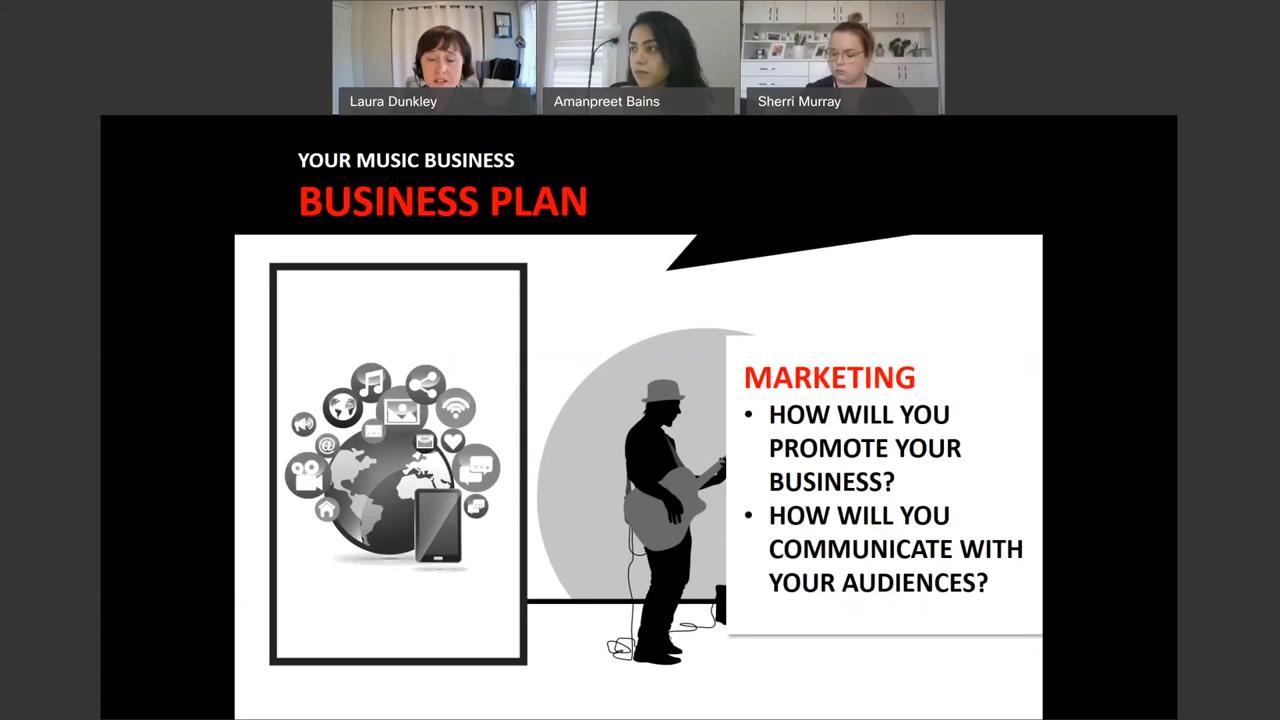 Laura Dunkley
Amanpreet Bains
Sherri Murray
YOUR MUSIC BUSINESS
BUSINESS PLAN
MARKETING
• HOW WILL YOU
PROMOTE YOUR
BUSINESS?
• HOW WILL YOU
COMMUNICATE WITH
YOUR AUDIENCES?
@